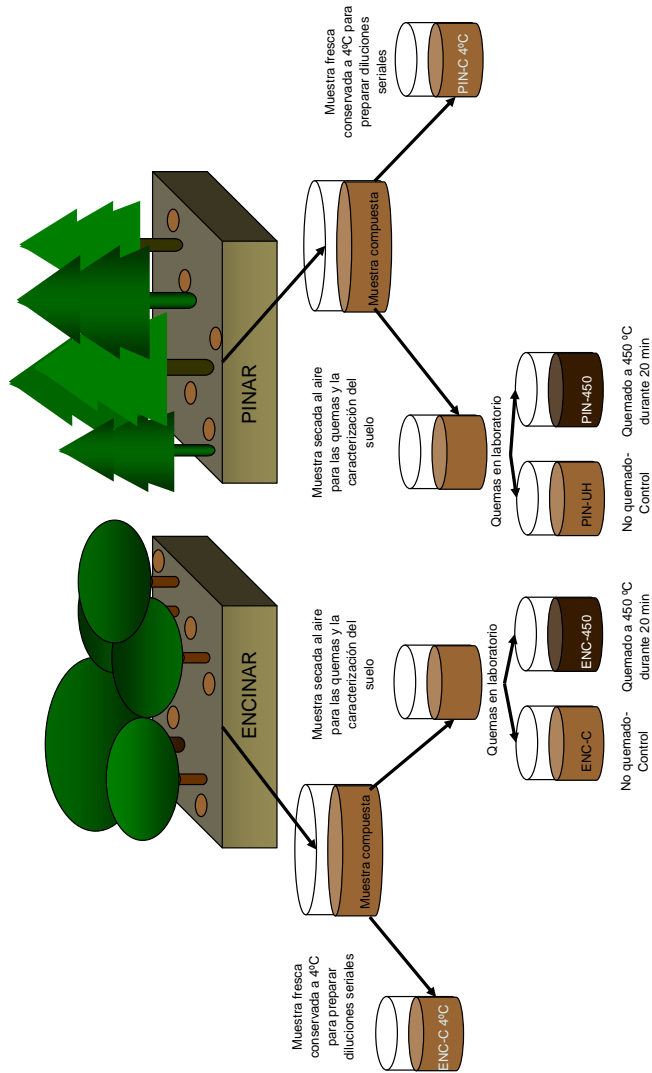 ENCINAR
PINAR
Muestra fresca
conservada a 4ºC
para preparar
diluciones seriales
ENC-C 4ºC
Muestra compuesta
Muestra secada al aire
para las quemas y la
caracterización del
suelo
Quemas en laboratorio
ENC-C
No quemado-
Control
ENC-450
Quemado a 450 ºC
durante 20 min
Muestra secada al aire
para las quemas y la
caracterización del
suelo
Quemas en laboratorio
PIN-UH
No quemado-
Control
PIN-450
Quemado a 450 ºC
durante 20 min
Muestra compuesta
Muestra fresca
conservada a 4ºC para
preparar diluciones
seriales
PIN-C 4ºC